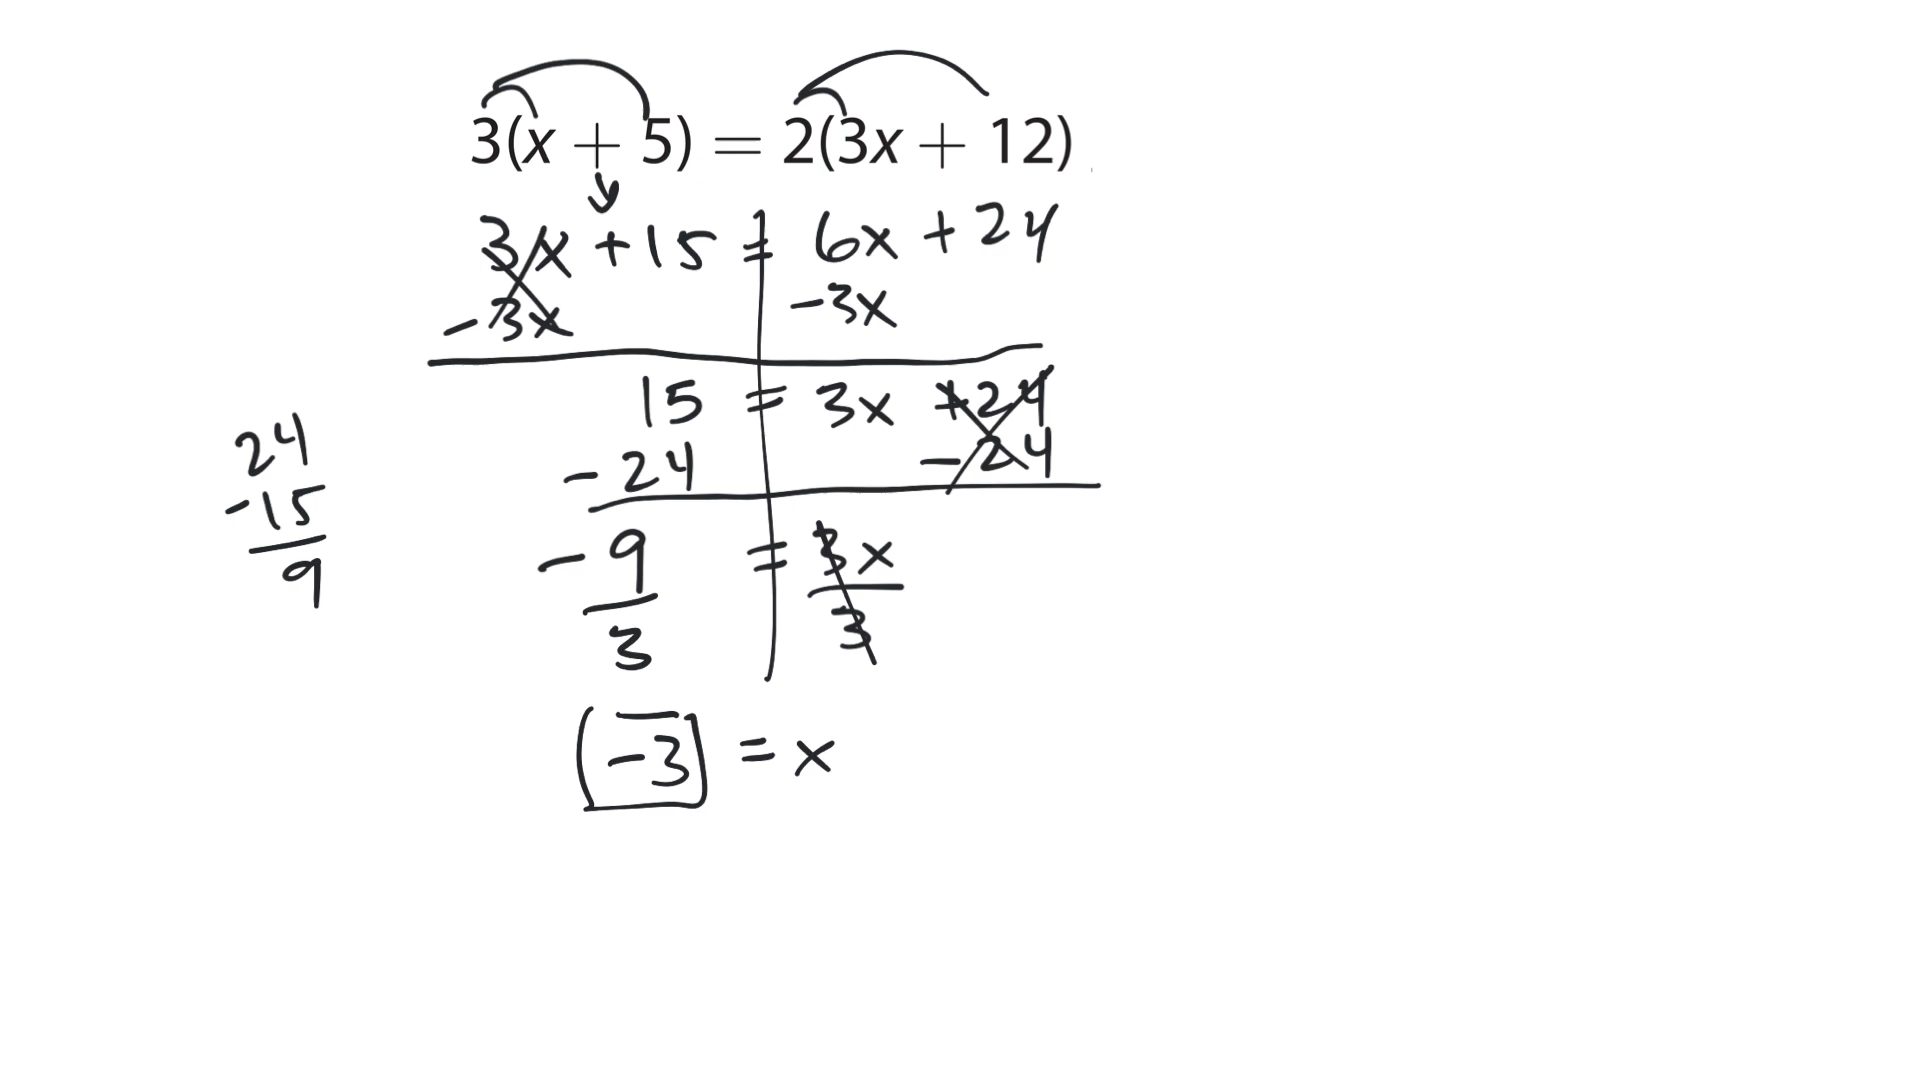 3(x + 5) = 2(3x + 12)
3x + 15 = 6x + 24
- 3x - 3x
15 = 3x + 24
- 24 - 24
- 9 = 3x
3 3
-3 = x
24
- 15
9